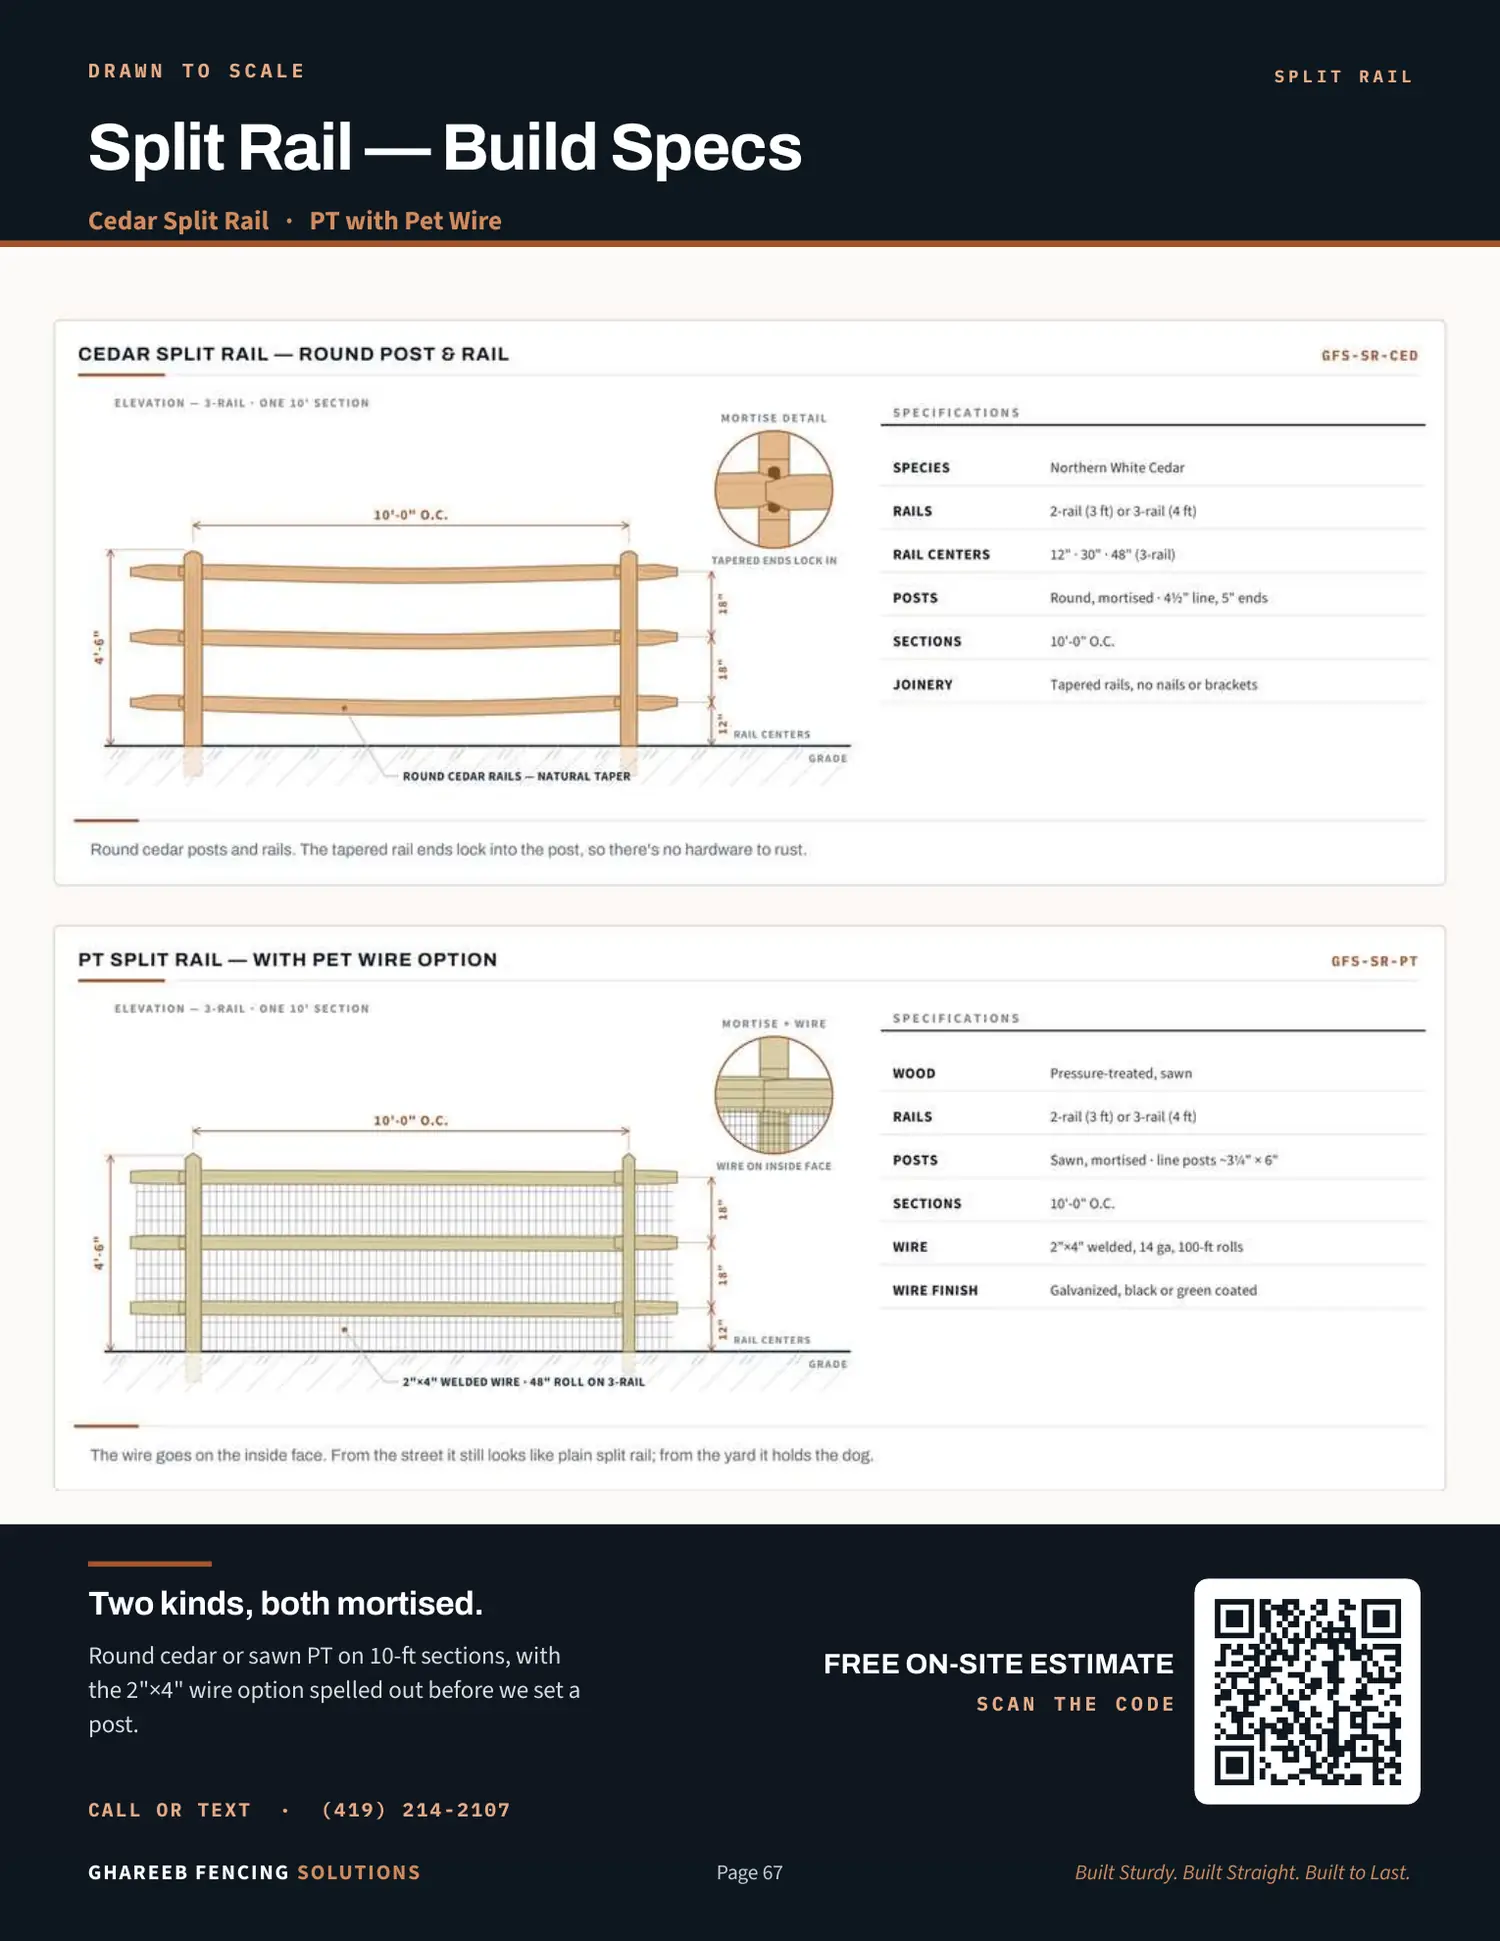 DRAWN TO SCALE
SPLIT RAIL
Split Rail — Build Specs
Cedar Split Rail · PT with Pet Wire
CEDAR SPLIT RAIL — ROUND POST & RAIL
GFS-SR-CED
ELEVATION — 3-RAIL · ONE 10' SECTION
MORTISE DETAIL
TAPERED ENDS LOCK IN
10'-0" O.C.
4'-6"
18"
18"
12"
RAIL CENTERS
GRADE
ROUND CEDAR RAILS — NATURAL TAPER
SPECIFICATIONS
SPECIES Northern White Cedar
RAILS 2-rail (3 ft) or 3-rail (4 ft)
RAIL CENTERS 12" · 30" · 48" (3-rail)
POSTS Round, mortised · 4½" line, 5" ends
SECTIONS 10'-0" O.C.
JOINERY Tapered rails, no nails or brackets
Round cedar posts and rails. The tapered rail ends lock into the post, so there's no hardware to rust.
PT SPLIT RAIL — WITH PET WIRE OPTION
GFS-SR-PT
ELEVATION — 3-RAIL · ONE 10' SECTION
MORTISE + WIRE
WIRE ON INSIDE FACE
10'-0" O.C.
4'-6"
18"
18"
12"
RAIL CENTERS
GRADE
2"×4" WELDED WIRE · 48" ROLL ON 3-RAIL
SPECIFICATIONS
WOOD Pressure-treated, sawn
RAILS 2-rail (3 ft) or 3-rail (4 ft)
POSTS Sawn, mortised · line posts ~3¼" × 6"
SECTIONS 10'-0" O.C.
WIRE 2"×4" welded, 14 ga, 100-ft rolls
WIRE FINISH Galvanized, black or green coated
The wire goes on the inside face. From the street it still looks like plain split rail; from the yard it holds the dog.
Two kinds, both mortised.
Round cedar or sawn PT on 10-ft sections, with
the 2"×4" wire option spelled out before we set a
post.
FREE ON-SITE ESTIMATE
SCAN THE CODE
CALL OR TEXT · (419) 214-2107
GHAREEB FENCING SOLUTIONS
Page 67
Built Sturdy. Built Straight. Built to Last.